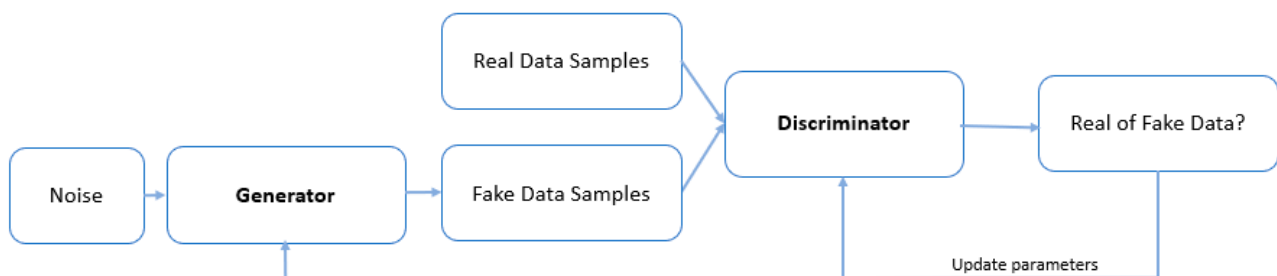 Real Data Samples
Discriminator
Real of Fake Data?
Noise
Generator
Fake Data Samples
Update parameters